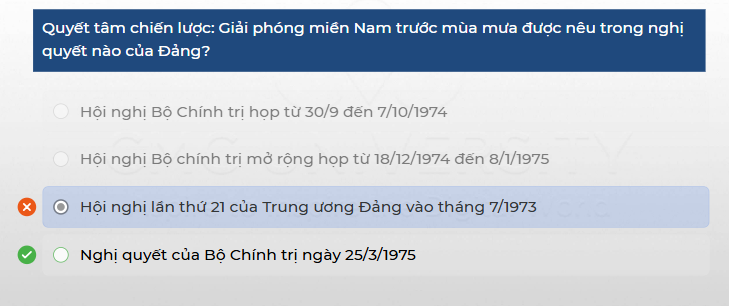 Quyết tâm chiến lược: Giải phóng miền Nam trước mùa mưa được nêu trong nghị
quyết nào của Đảng?
Hội nghị Bộ Chính trị họp từ 30/9 đến 7/10/1974
Hội nghị Bộ chính trị mở rộng họp từ 18/12/1974 đến 8/1/1975
Hội nghị lần thứ 21 của Trung ương Đảng vào tháng 7/1973
Nghị quyết của Bộ Chính trị ngày 25/3/1975